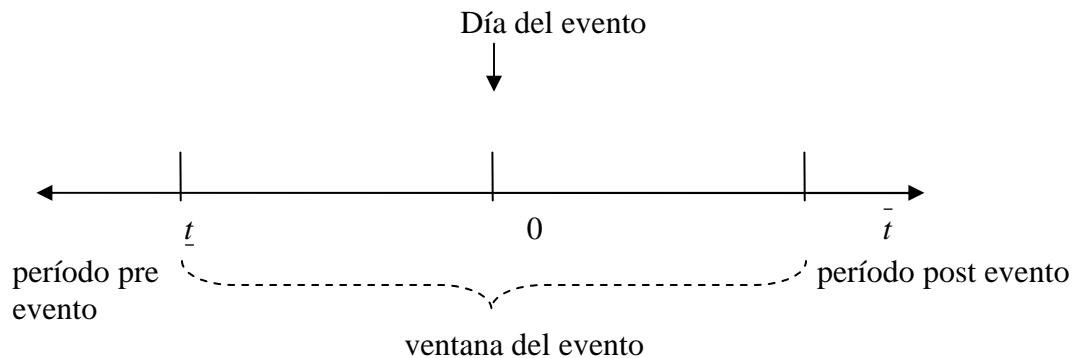 Día del evento
t 0 t̄
período pre
evento
período post evento
ventana del evento